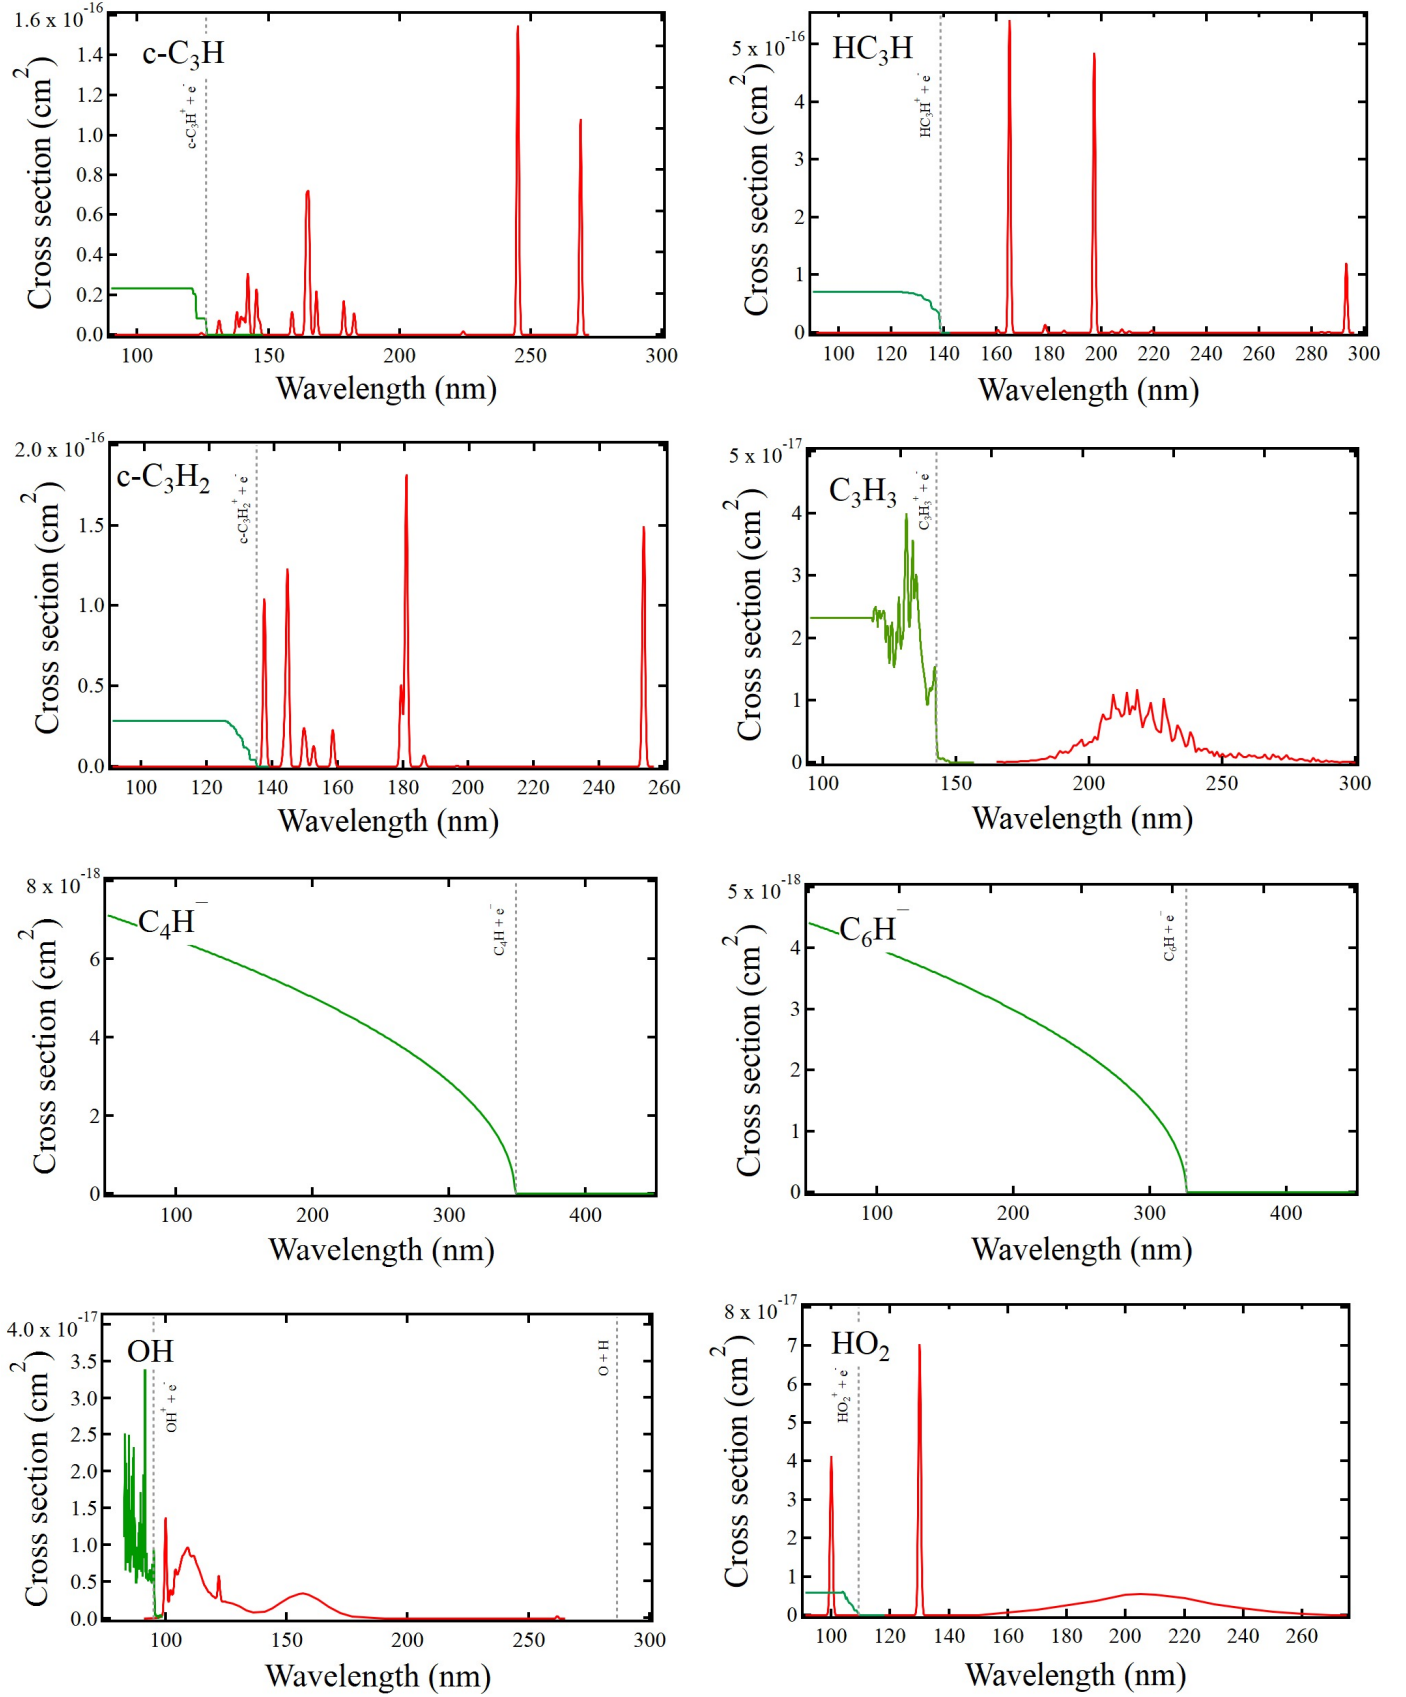 1.6 x 10⁻¹⁶
1.4
1.2
1.0
0.8
0.6
0.4
0.2
0.0
Cross section (cm²)
c-C₃H
c-C₃H⁺ + e⁻
100 150 200 250 300
Wavelength (nm)
5 x 10⁻¹⁶
4
3
2
1
0
Cross section (cm²)
HC₃H
HC₃H⁺ + e⁻
100 120 140 160 180 200 220 240 260 280 300
Wavelength (nm)
2.0 x 10⁻¹⁶
1.5
1.0
0.5
0.0
Cross section (cm²)
c-C₃H₂
c-C₃H₂⁺ + e⁻
100 120 140 160 180 200 220 240 260
Wavelength (nm)
5 x 10⁻¹⁷
4
3
2
1
0
Cross section (cm²)
C₃H₃
C₃H₃⁺ + e⁻
100 150 200 250 300
Wavelength (nm)
8 x 10⁻¹⁸
6
4
2
0
Cross section (cm²)
C₄H⁻
C₄H + e⁻
100 200 300 400
Wavelength (nm)
5 x 10⁻¹⁸
4
3
2
1
0
Cross section (cm²)
C₆H⁻
C₆H + e⁻
100 200 300 400
Wavelength (nm)
4.0 x 10⁻¹⁷
3.5
3.0
2.5
2.0
1.5
1.0
0.5
0.0
Cross section (cm²)
OH
OH⁺ + e⁻
O + H
100 150 200 250 300
Wavelength (nm)
8 x 10⁻¹⁷
7
6
5
4
3
2
1
0
Cross section (cm²)
HO₂
HO₂⁺ + e⁻
100 120 140 160 180 200 220 240 260
Wavelength (nm)